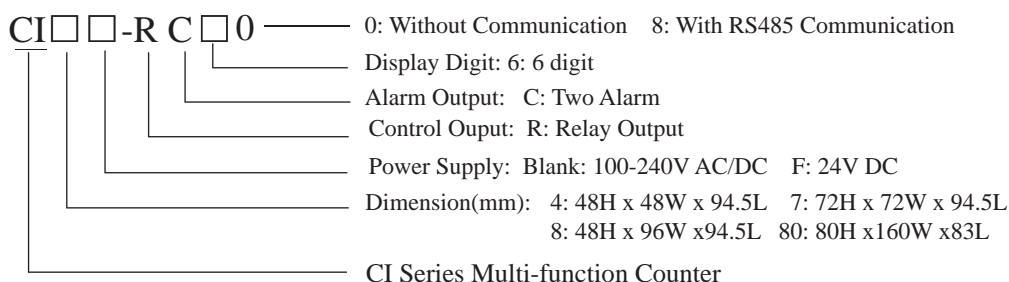 CI□ □-R C □ 0
0: Without Communication 8: With RS485 Communication
Display Digit: 6: 6 digit
Alarm Output: C: Two Alarm
Control Ouput: R: Relay Output
Power Supply: Blank: 100-240V AC/DC F: 24V DC
Dimension(mm): 4: 48H x 48W x 94.5L 7: 72H x 72W x 94.5L
8: 48H x 96W x94.5L 80: 80H x160W x83L
CI Series Multi-function Counter